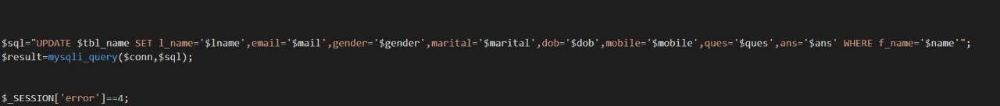 $sql="UPDATE $tbl_name SET l_name='$lname',email='$mail',gender='$gender',marital='$marital',dob='$dob',mobile='$mobile',ques='$ques',ans='$ans' WHERE f_name='$name'";
$result=mysqli_query($conn,$sql);
$_SESSION['error']==4;